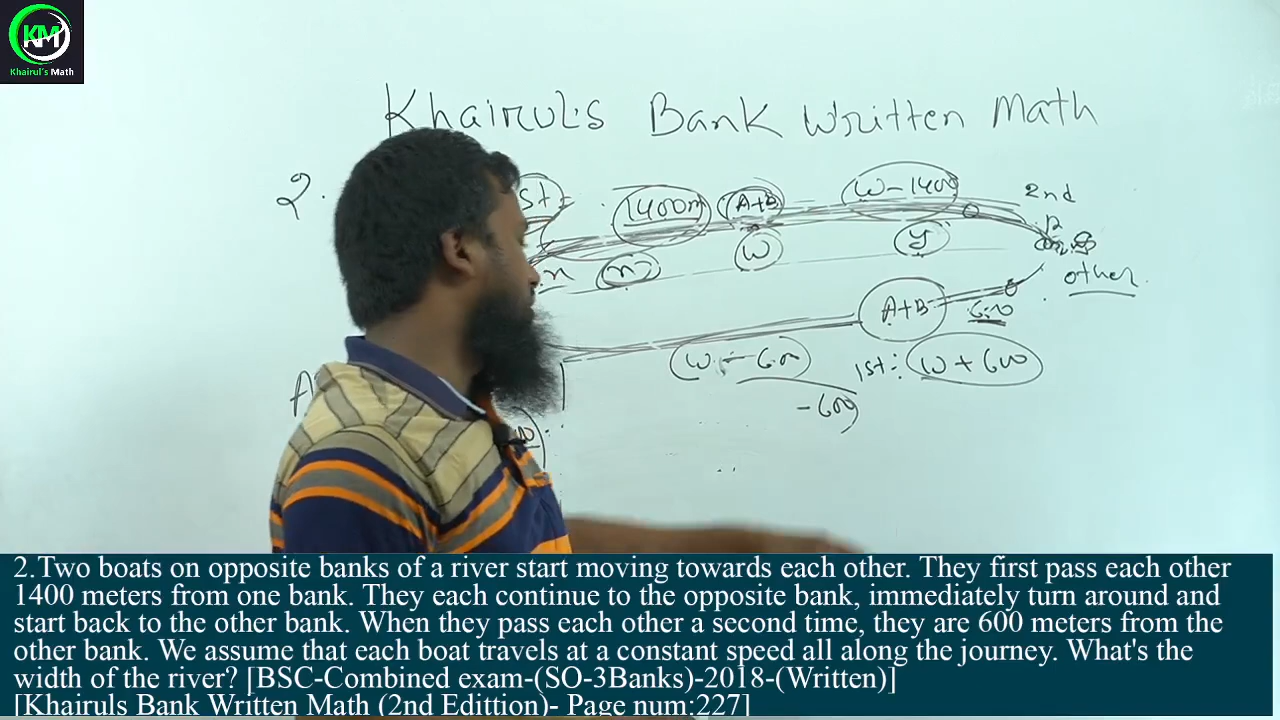 KM
Khairul's Math
Khairul's Bank Written Math
2.
st:
1400m
A+B
W-1400
2nd
W
y
other
A+B
600
W-600
1st: W+600
-600
A
2.Two boats on opposite banks of a river start moving towards each other. They first pass each other
1400 meters from one bank. They each continue to the opposite bank, immediately turn around and
start back to the other bank. When they pass each other a second time, they are 600 meters from the
other bank. We assume that each boat travels at a constant speed all along the journey. What's the
width of the river? [BSC-Combined exam-(SO-3Banks)-2018-(Written)]
[Khairuls Bank Written Math (2nd Edittion)- Page num:227]